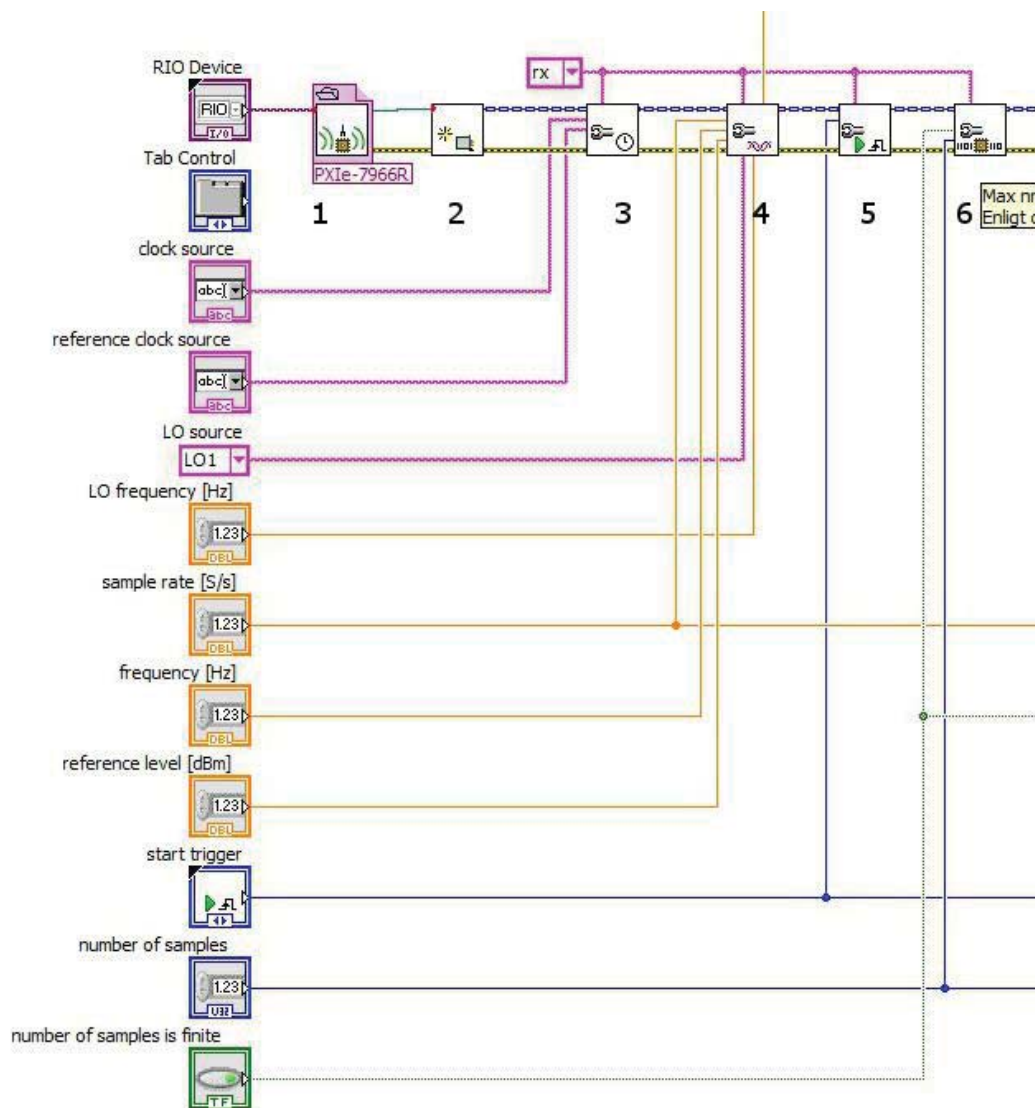 RIO Device
RIO
I/O
rx
PXIe-7966R
Tab Control
1
2
3
4
5
6
Max nr
Enligt
clock source
abc
abc
reference clock source
abc
abc
LO source
LO1
LO frequency [Hz]
1.23
DBL
sample rate [S/s]
1.23
DBL
frequency [Hz]
1.23
DBL
reference level [dBm]
1.23
DBL
start trigger
number of samples
1.23
U32
number of samples is finite
TF